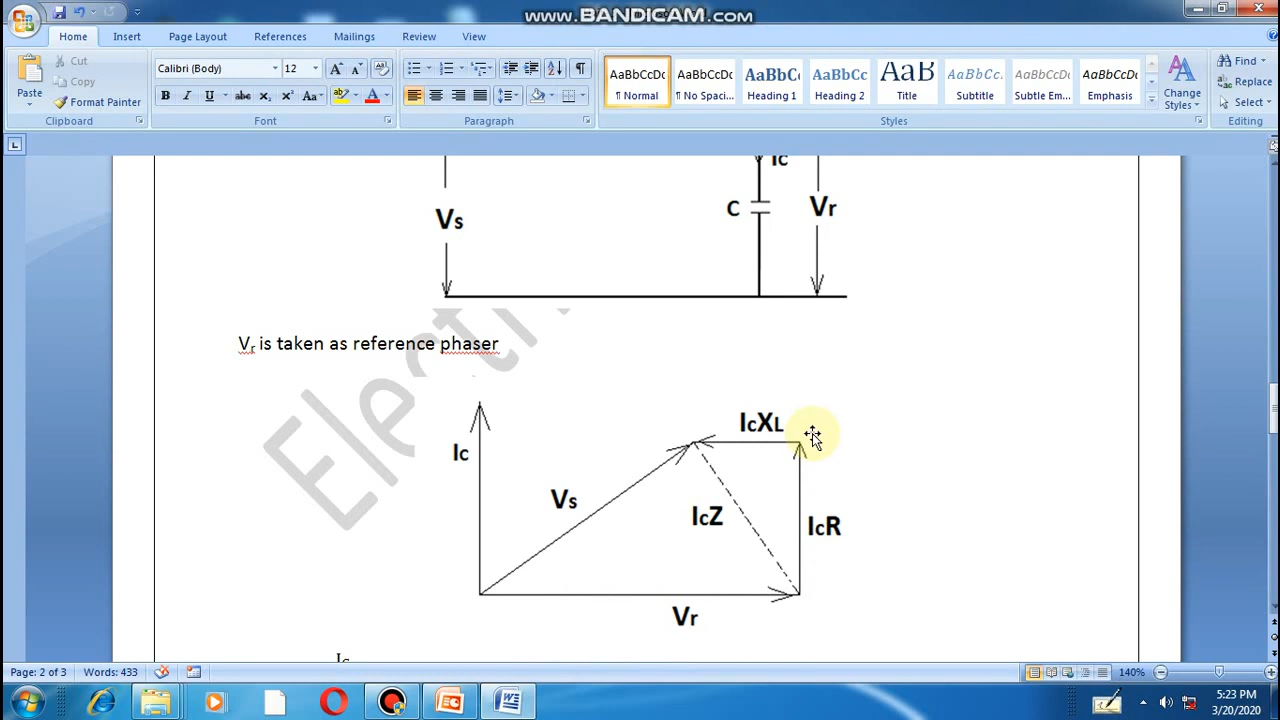 www.BANDICAM.com
Home Insert Page Layout References Mailings Review View
Cut
Copy
Format Painter
Paste
Clipboard
Calibri (Body) 12
Font
Paragraph
AaBbCcDc AaBbCcDc AaBbC AaBbCc AaB AaBbCc. AaBbCcDc AaBbCcDc
¶ Normal ¶ No Spaci... Heading 1 Heading 2 Title Subtitle Subtle Em... Emphasis
Change Styles
Styles
Find
Replace
Select
Editing
Ic
Vs
C
Vr
Vr is taken as reference phaser
Electri
IcXL
Ic
Vs
IcZ
IcR
Vr
Ic
Page: 2 of 3 Words: 433 140%
5:23 PM
3/20/2020